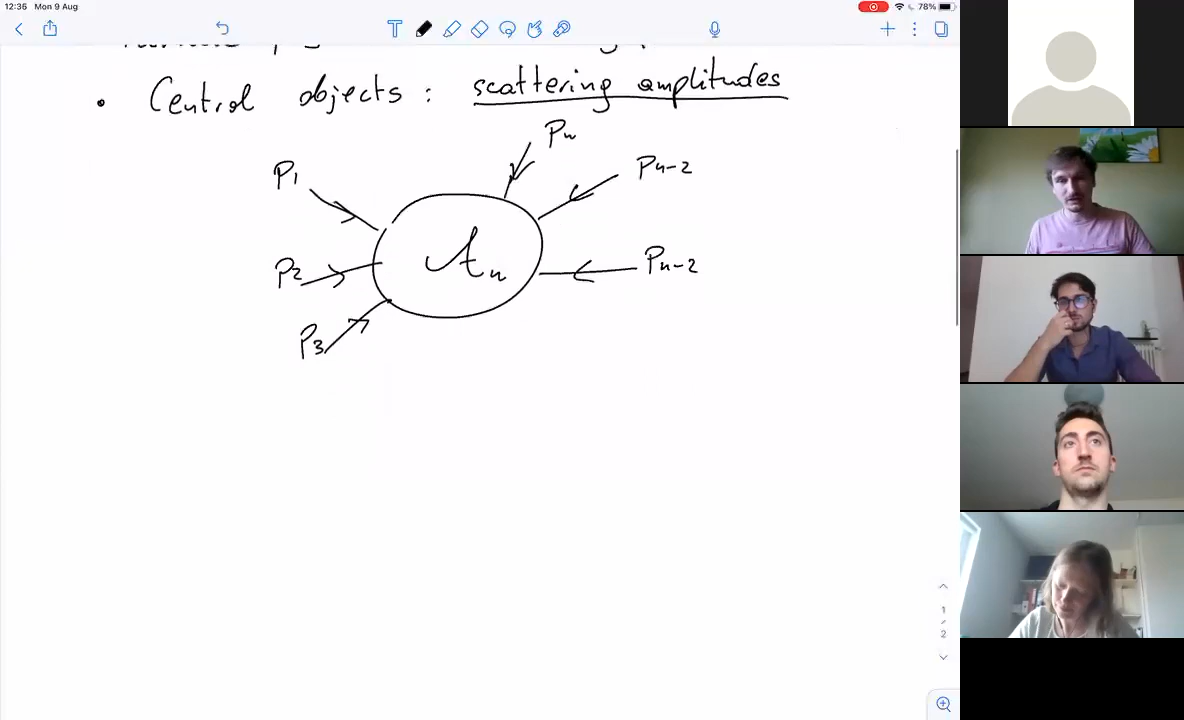 12:36 Mon 9 Aug
78%
• Central objects : scattering amplitudes
Pn
P1
Pn-2
An
P2
Pn-2
P3
1
/
2